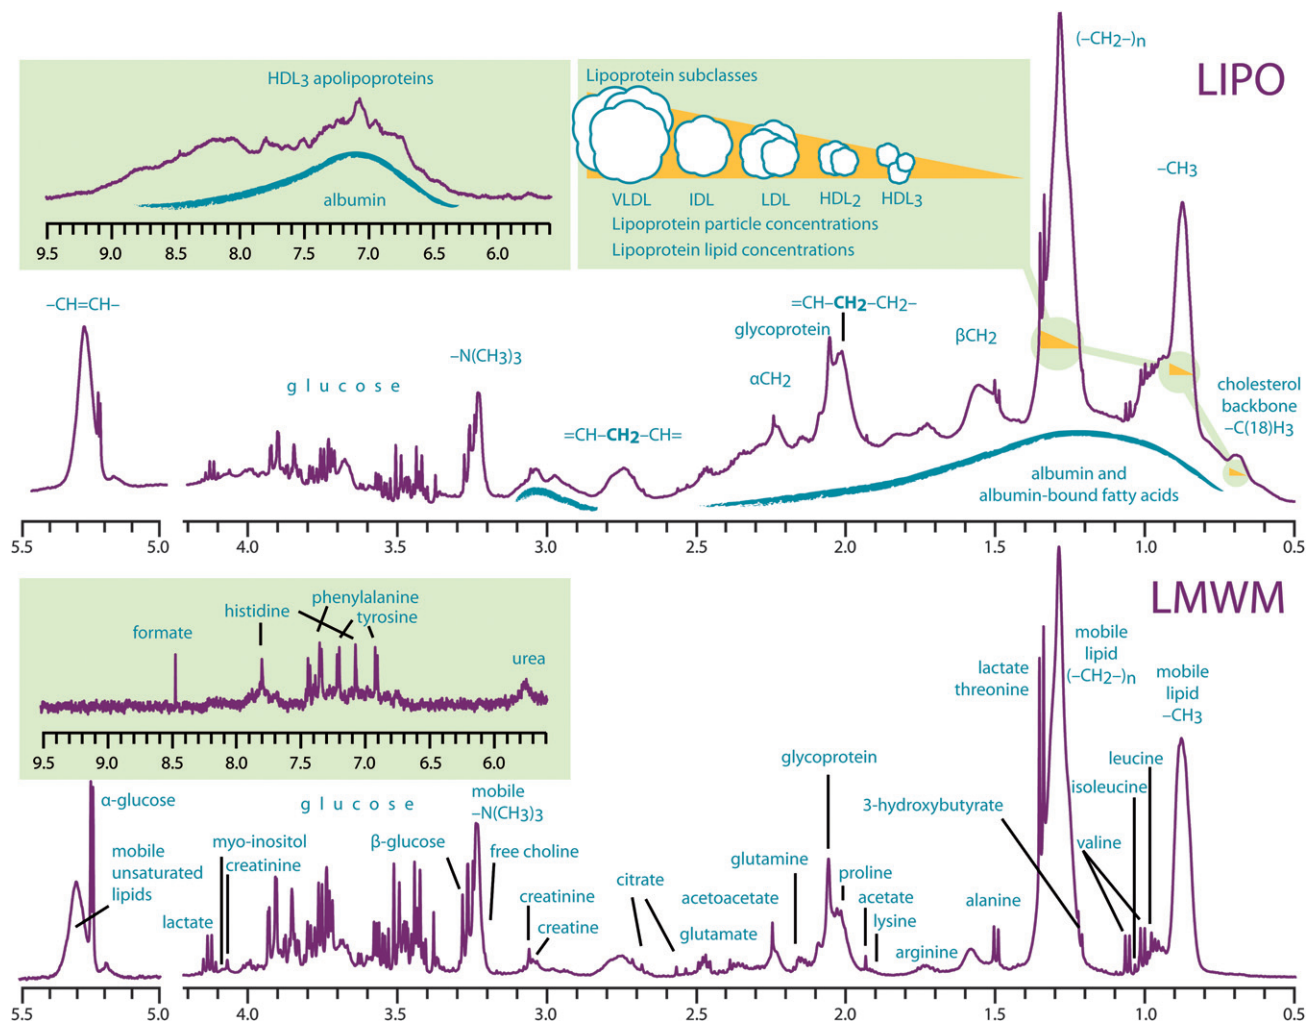 LIPO
HDL3 apolipoproteins
albumin
9.5 9.0 8.5 8.0 7.5 7.0 6.5 6.0
Lipoprotein subclasses
VLDL IDL LDL HDL2 HDL3
Lipoprotein particle concentrations
Lipoprotein lipid concentrations
(–CH2–)n
–CH3
–CH=CH–
glucose
–N(CH3)3
=CH–CH2–CH=
=CH–CH2–CH2–
glycoprotein
αCH2
βCH2
cholesterol
backbone
–C(18)H3
albumin and
albumin-bound fatty acids
5.5 5.0 4.0 3.5 3.0 2.5 2.0 1.5 1.0 0.5
LMWM
formate
histidine
phenylalanine
tyrosine
urea
9.5 9.0 8.5 8.0 7.5 7.0 6.5 6.0
α-glucose
mobile
unsaturated
lipids
lactate
myo-inositol
creatinine
glucose
β-glucose
mobile
–N(CH3)3
free choline
creatinine
creatine
citrate
glutamate
acetoacetate
glutamine
glycoprotein
proline
acetate
lysine
arginine
alanine
3-hydroxybutyrate
lactate
threonine
mobile
lipid
(–CH2–)n
mobile
lipid
–CH3
leucine
isoleucine
valine
5.5 5.0 4.0 3.5 3.0 2.5 2.0 1.5 1.0 0.5